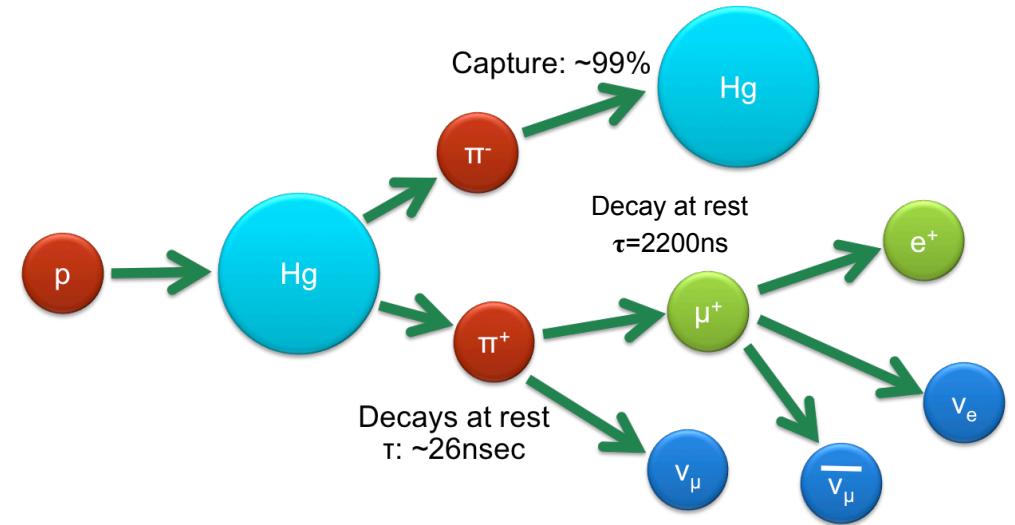 Capture: ~99%
Hg
π⁻
Decay at rest
τ=2200ns
e⁺
p
Hg
μ⁺
π⁺
Decays at rest
τ: ~26nsec
νₑ
ν_μ
ν̅_μ